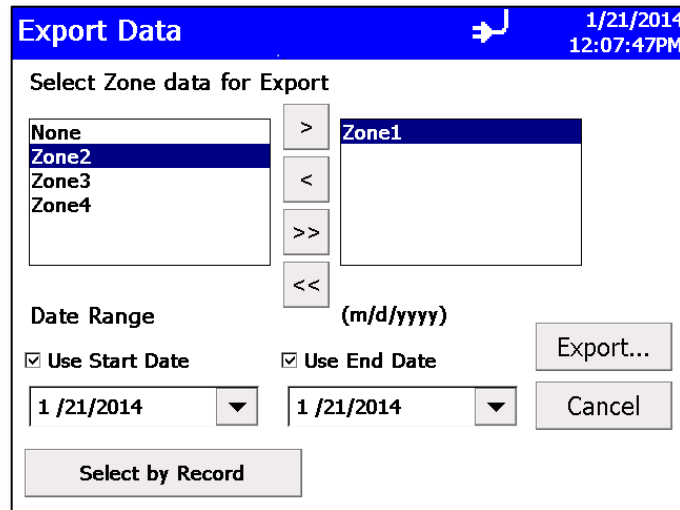 Export Data
1/21/2014
12:07:47PM
Select Zone data for Export
None
Zone2
Zone3
Zone4
>
<
>>
<<
Zone1
Date Range
(m/d/yyyy)
Use Start Date
Use End Date
1 /21/2014
1 /21/2014
Export...
Cancel
Select by Record